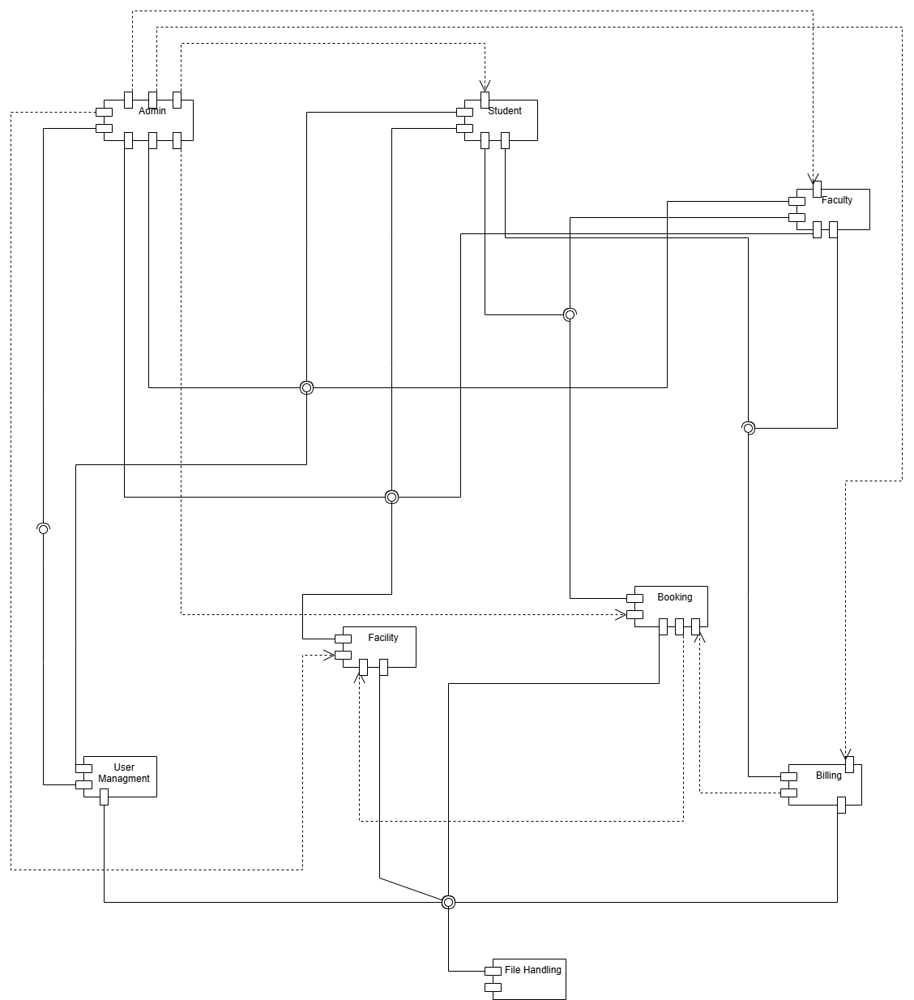 Admin
Student
Faculty
Booking
Facility
User
Managment
Billing
File Handling